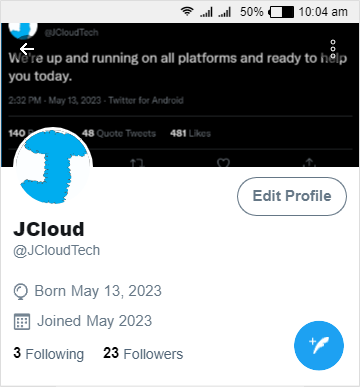 50% 10:04 am
@JCloudTech
We're up and running on all platforms and ready to help
you today.
2:32 PM · May 13, 2023 · Twitter for Android
140 48 Quote Tweets 481 Likes
J
Edit Profile
JCloud
@JCloudTech
Born May 13, 2023
Joined May 2023
3 Following 23 Followers